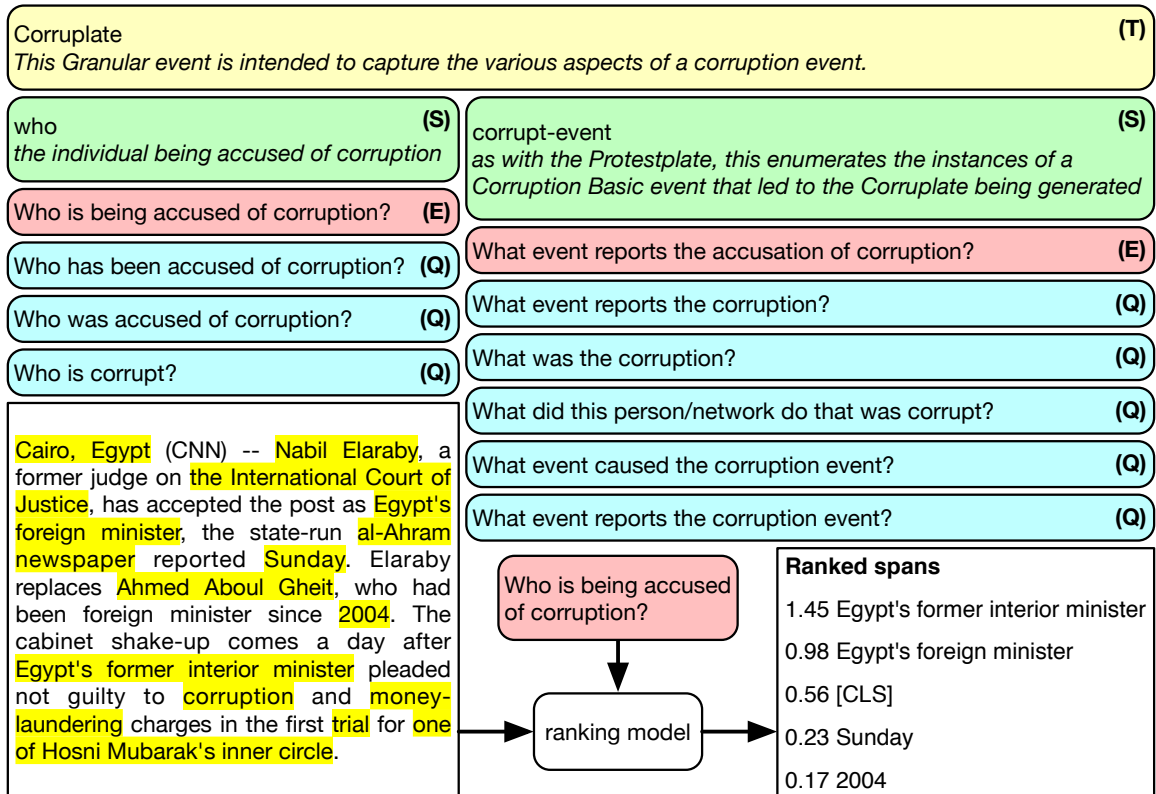 Corruplate (T)
This Granular event is intended to capture the various aspects of a corruption event.
who (S)
the individual being accused of corruption
Who is being accused of corruption? (E)
Who has been accused of corruption? (Q)
Who was accused of corruption? (Q)
Who is corrupt? (Q)
corrupt-event (S)
as with the Protestplate, this enumerates the instances of a
Corruption Basic event that led to the Corruplate being generated
What event reports the accusation of corruption? (E)
What event reports the corruption? (Q)
What was the corruption? (Q)
What did this person/network do that was corrupt? (Q)
What event caused the corruption event? (Q)
What event reports the corruption event? (Q)
Cairo, Egypt (CNN) -- Nabil Elaraby, a
former judge on the International Court of
Justice, has accepted the post as Egypt's
foreign minister, the state-run al-Ahram
newspaper reported Sunday. Elaraby
replaces Ahmed Aboul Gheit, who had
been foreign minister since 2004. The
cabinet shake-up comes a day after
Egypt's former interior minister pleaded
not guilty to corruption and money-
laundering charges in the first trial for one
of Hosni Mubarak's inner circle.
Who is being accused
of corruption?
ranking model
Ranked spans
1.45 Egypt's former interior minister
0.98 Egypt's foreign minister
0.56 [CLS]
0.23 Sunday
0.17 2004